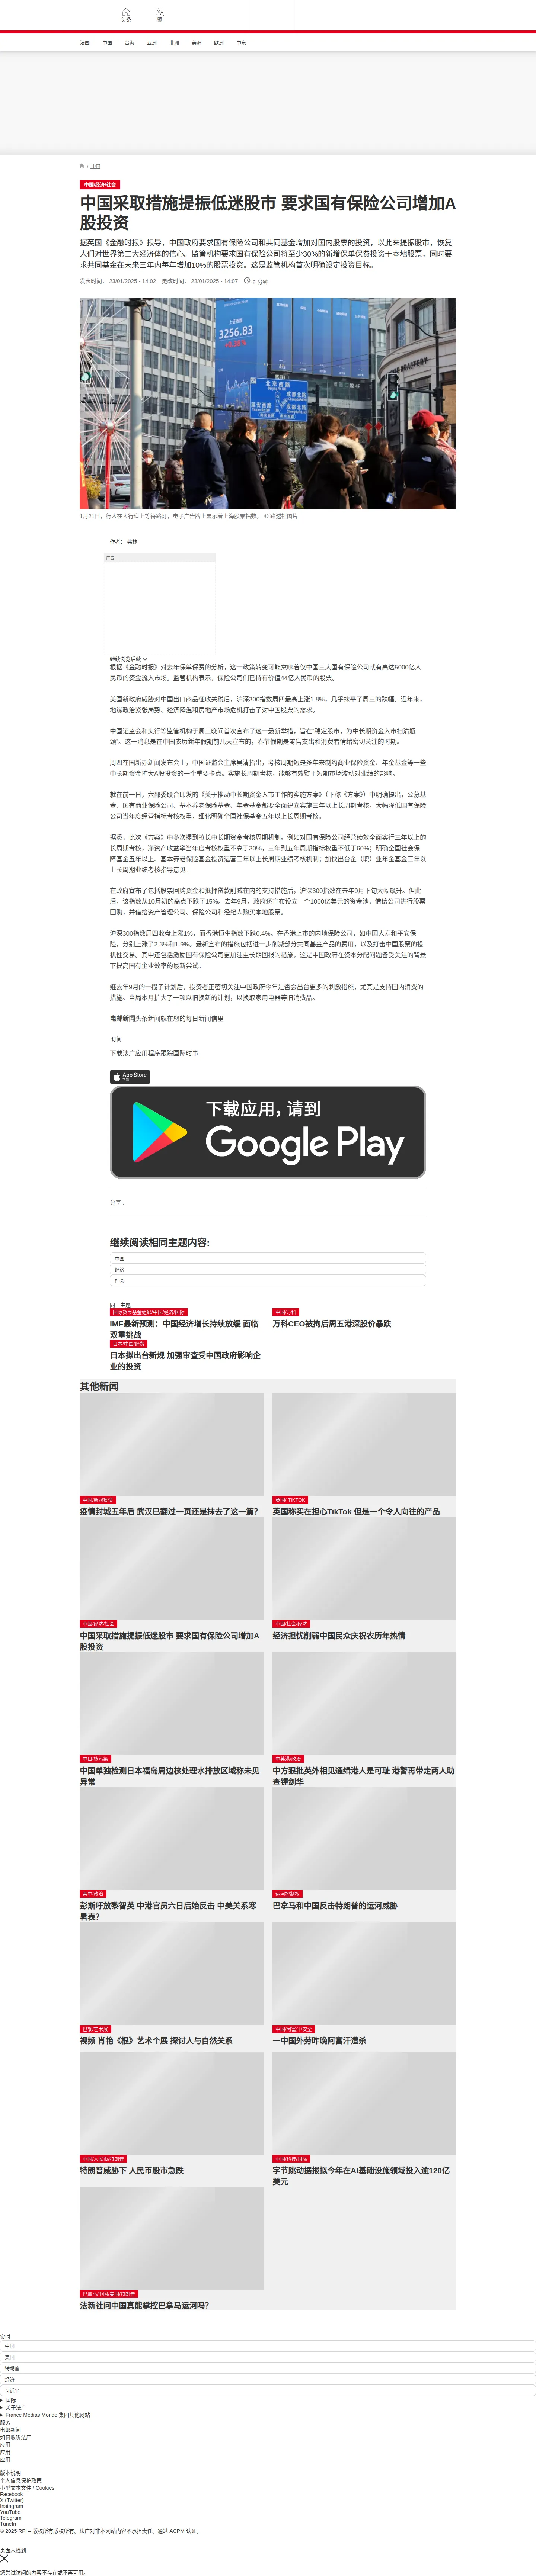 头条
繁
法国
中国
台海
亚洲
非洲
美洲
欧洲
中东
/ 中国
中国/经济/社会
中国采取措施提振低迷股市 要求国有保险公司增加A
股投资
据英国《金融时报》报导，中国政府要求国有保险公司和共同基金增加对国内股票的投资，以此来提振股市，恢复
人们对世界第二大经济体的信心。监管机构要求国有保险公司将至少30%的新增保单保费投资于本地股票，同时要
求共同基金在未来三年内每年增加10%的股票投资。这是监管机构首次明确设定投资目标。
发表时间： 23/01/2025 - 14:02 更改时间： 23/01/2025 - 14:07
上证指数
3256.83
北京西路
延安西路
成都北路
成都北路
1月21日，行人在人行道上等待路灯，电子广告牌上显示着上海股票指数。 © 路透社图片
作者： 弗林
广告
继续浏览后续
根据《金融时报》对去年保单保费的分析，这一政策转变可能意味着仅中国三大国有保险公司就有高达5000亿人
民币的资金流入市场。监管机构表示，保险公司们已持有价值44亿人民币的股票。
美国新政府威胁对中国出口商品征收关税后，沪深300指数周四最高上涨1.8%，几乎抹平了周三的跌幅。近年来，
地缘政治紧张局势、经济降温和房地产市场危机打击了对中国股票的需求。
中国证监会和央行等监管机构于周三晚间首次宣布了这一最新举措，旨在“稳定股市，为中长期资金入市扫清瓶
颈”。这一消息是在中国农历新年假期前几天宣布的，春节假期是零售支出和消费者情绪密切关注的时期。
周四在国新办新闻发布会上，中国证监会主席吴清指出，考核周期短是多年来制约商业保险资金、年金基金等一些
中长期资金扩大A股投资的一个重要卡点。实施长周期考核，能够有效熨平短期市场波动对业绩的影响。
就在前一日，六部委联合印发的《关于推动中长期资金入市工作的实施方案》（下称《方案》）中明确提出，公募基
金、国有商业保险公司、基本养老保险基金、年金基金都要全面建立实施三年以上长周期考核，大幅降低国有保险
公司当年度经营指标考核权重，细化明确全国社保基金五年以上长周期考核。
据悉，此次《方案》中多次提到拉长中长期资金考核周期机制。例如对国有保险公司经营绩效全面实行三年以上的
长周期考核，净资产收益率当年度考核权重不高于30%，三年到五年周期指标权重不低于60%；明确全国社会保
障基金五年以上、基本养老保险基金投资运营三年以上长周期业绩考核机制；加快出台企（职）业年金基金三年以
上长周期业绩考核指导意见。
在政府宣布了包括股票回购资金和抵押贷款削减在内的支持措施后，沪深300指数在去年9月下旬大幅飙升。但此
后，该指数从10月初的高点下跌了15%。去年9月，政府还宣布设立一个1000亿美元的资金池，借给公司进行股票
回购，并借给资产管理公司、保险公司和经纪人购买本地股票。
沪深300指数周四收盘上涨1%，而香港恒生指数下跌0.4%。在香港上市的内地保险公司，如中国人寿和平安保
险，分别上涨了2.3%和1.9%。最新宣布的措施包括进一步削减部分共同基金产品的费用，以及打击中国股票的投
机性交易。其中还包括激励国有保险公司更加注重长期回报的措施，这是中国政府在资本分配问题备受关注的背景
下提高国有企业效率的最新尝试。
继去年9月的一揽子计划后，投资者正密切关注中国政府今年是否会出台更多的刺激措施，尤其是支持国内消费的
措施。当局本月扩大了一项以旧换新的计划，以换取家用电器等旧消费品。
电邮新闻头条新闻就在您的每日新闻信里
订阅
下载法广应用程序跟踪国际时事
App Store
下载应用，请到
Google Play
分享 :
继续阅读相同主题内容:
中国
经济
社会
同一主题
国际货币基金组织/中国/经济/国际
IMF最新预测：中国经济增长持续放缓 面临
双重挑战
中国/万科
万科CEO被拘后周五港深股价暴跌
日本/中国/经贸
日本拟出台新规 加强审查受中国政府影响企
业的投资
其他新闻
中国/新冠疫情
疫情封城五年后 武汉已翻过一页还是抹去了这一篇？
英国/ TIKTOK
英国称实在担心TikTok 但是一个令人向往的产品
中国/经济/社会
中国采取措施提振低迷股市 要求国有保险公司增加A
股投资
中国/社会/经济
经济担忧削弱中国民众庆祝农历年热情
中日/核污染
中国单独检测日本福岛周边核处理水排放区域称未见
异常
中英港/政法
中方狠批英外相见通缉港人是可耻 港警再带走两人助
查锺剑华
美中/政治
彭斯吁放黎智英 中港官员六日后始反击 中美关系寒
暑表？
运河控制权
巴拿马和中国反击特朗普的运河威胁
巴黎/艺术展
视频 肖艳《根》艺术个展 探讨人与自然关系
中国/阿富汗/安全
一中国外劳昨晚阿富汗遭杀
中国/人民币/特朗普
特朗普威胁下 人民币股市急跌
中国/科技/国际
字节跳动据报拟今年在AI基础设施领域投入逾120亿
美元
巴拿马/中国/美国/特朗普
法新社问中国真能掌控巴拿马运河吗？
实时
中国
美国
特朗普
经济
习近平
国际
关于法广
France Médias Monde 集团其他网站
服务
电邮新闻
如何收听法广
应用
应用
应用
版本说明
个人信息保护政策
小型文本文件 / Cookies
Facebook
X (Twitter)
Instagram
YouTube
Telegram
TuneIn
© 2025 RFI – 版权所有版权所有。法广对非本网站内容不承担责任。通过 ACPM 认证。
页面未找到
您尝试访问的内容不存在或不再可用。